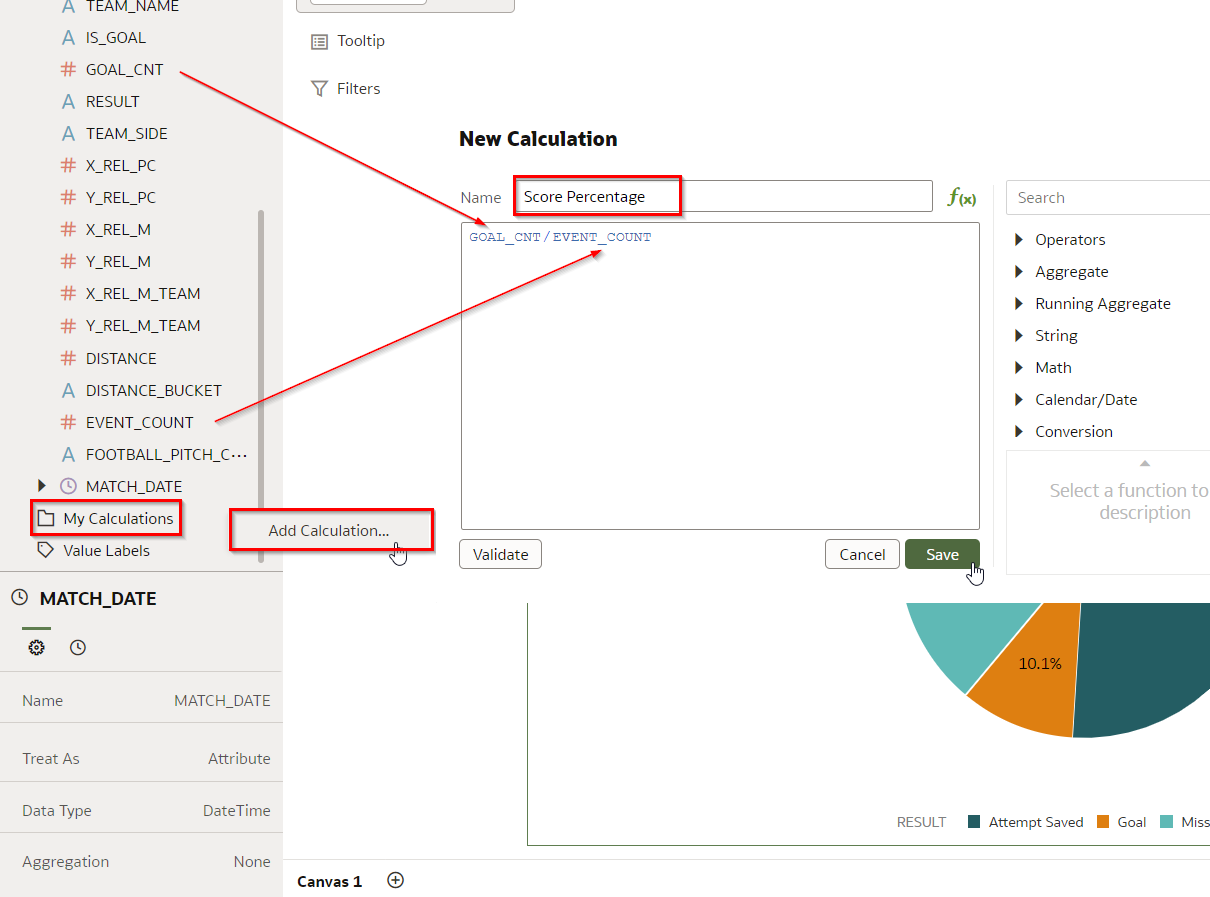 TEAM_NAME
IS_GOAL
GOAL_CNT
RESULT
TEAM_SIDE
X_REL_PC
Y_REL_PC
X_REL_M
Y_REL_M
X_REL_M_TEAM
Y_REL_M_TEAM
DISTANCE
DISTANCE_BUCKET
EVENT_COUNT
FOOTBALL_PITCH_C...
MATCH_DATE
My Calculations
Value Labels
Add Calculation...
MATCH_DATE
Name MATCH_DATE
Treat As Attribute
Data Type DateTime
Aggregation None
Tooltip
Filters
New Calculation
Name Score Percentage f(x)
GOAL_CNT/EVENT_COUNT
Validate Cancel Save
Search
Operators
Aggregate
Running Aggregate
String
Math
Calendar/Date
Conversion
Select a function to
description
10.1%
RESULT Attempt Saved Goal Miss
Canvas 1